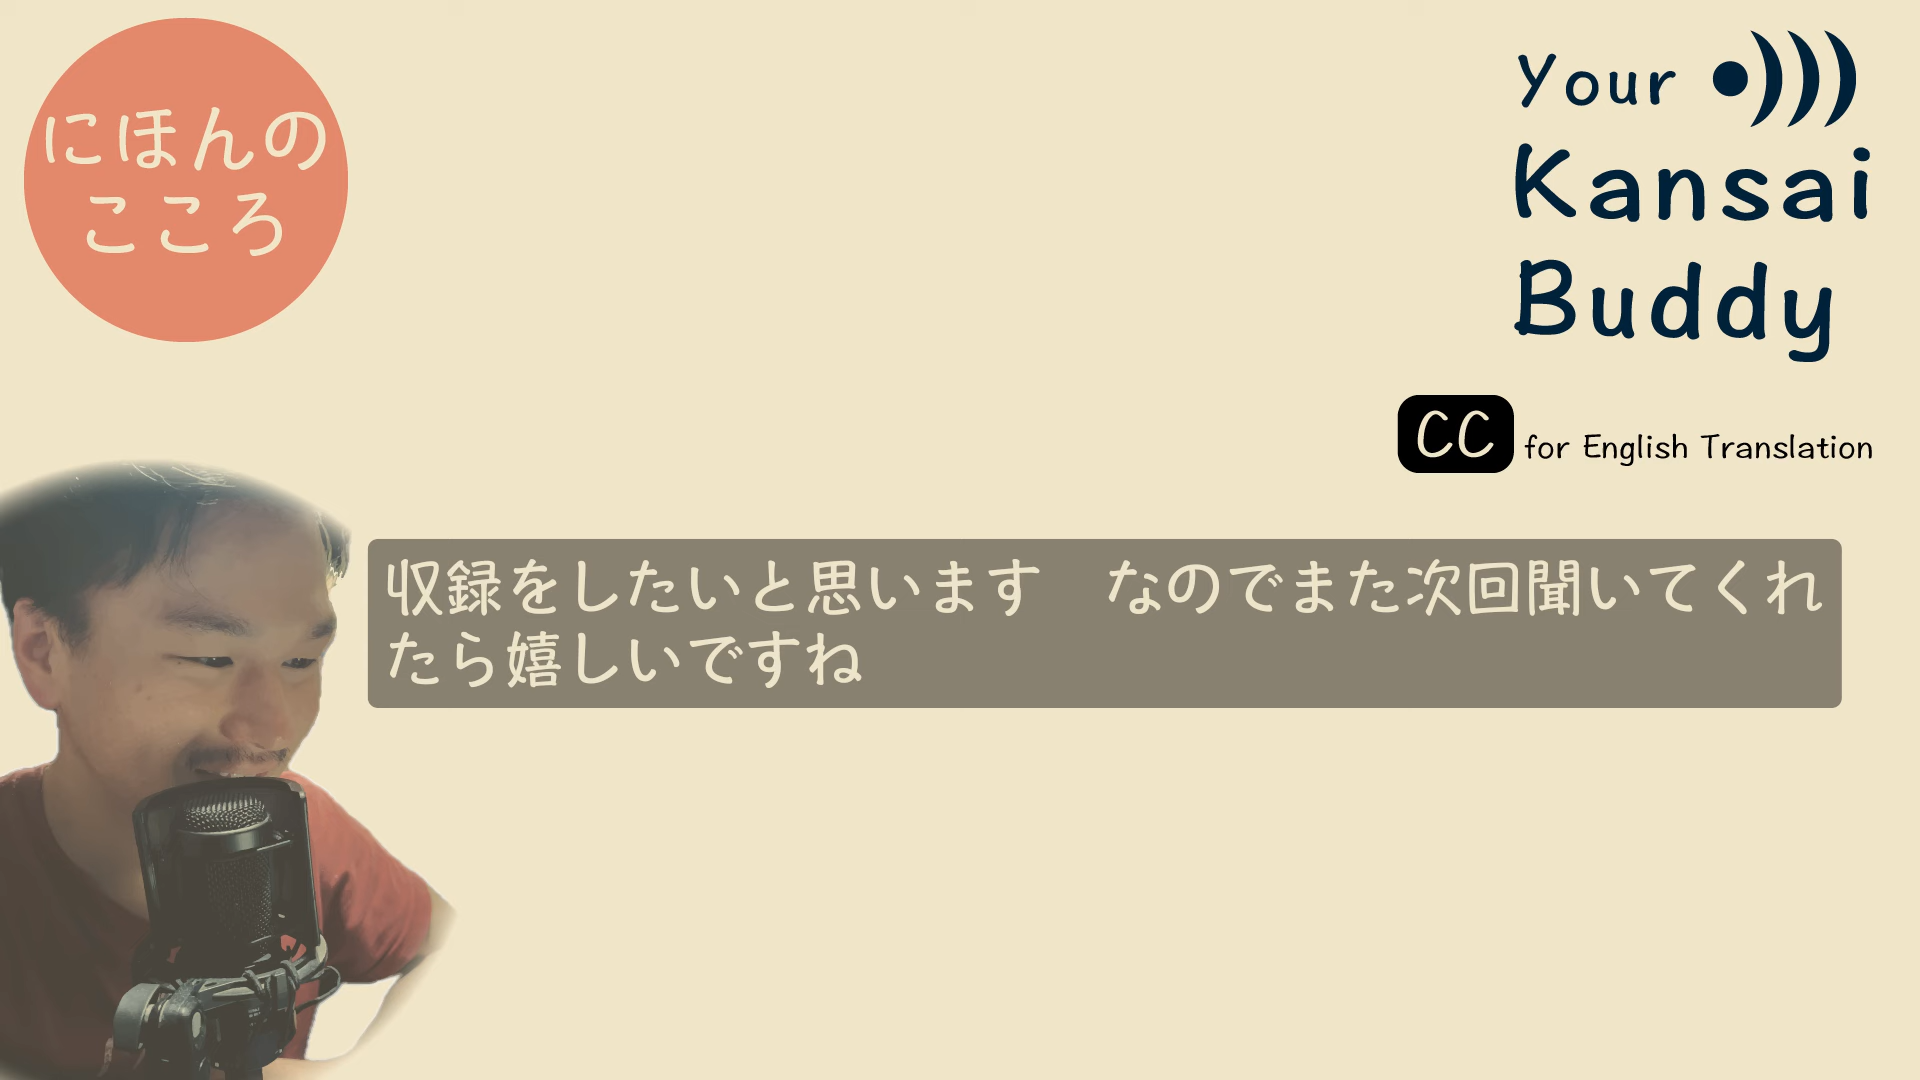 にほんの
こころ
Your
Kansai
Buddy
CC for English Translation
収録をしたいと思います　なのでまた次回聞いてくれ
たら嬉しいですね